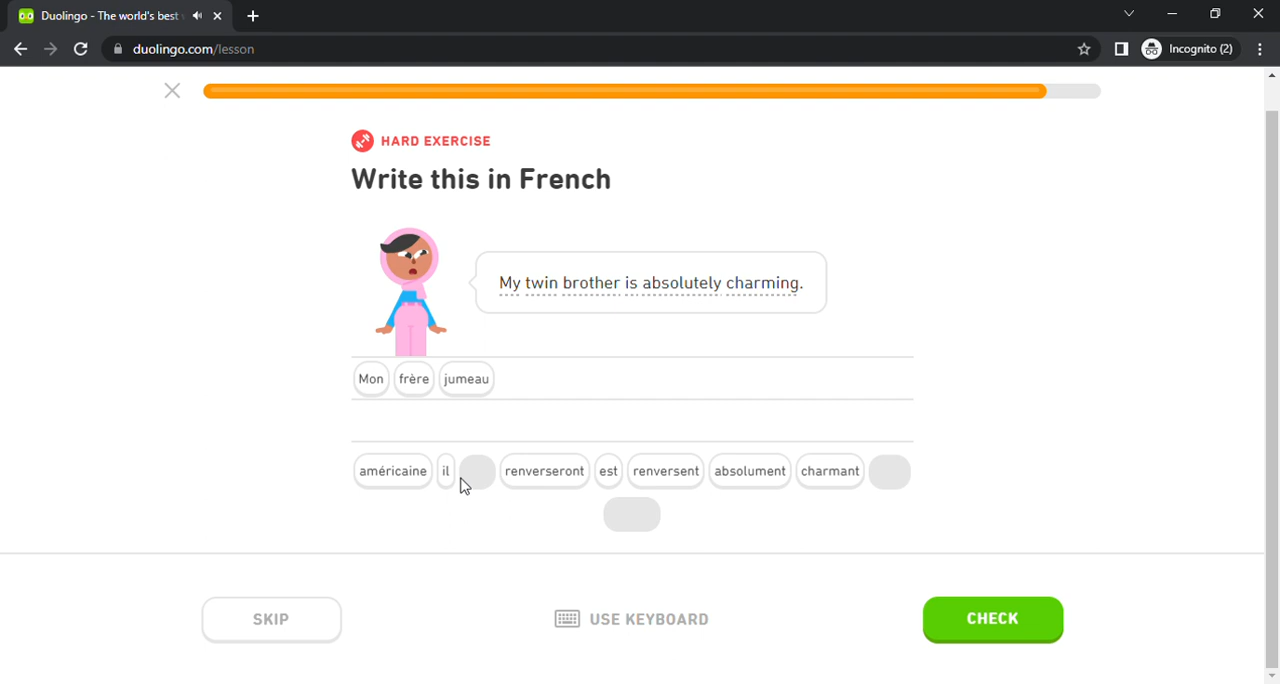 Duolingo - The world's best
duolingo.com/lesson
Incognito (2)
HARD EXERCISE
Write this in French
My twin brother is absolutely charming.
Mon frère jumeau
américaine il renverseront est renversent absolument charmant
SKIP USE KEYBOARD CHECK